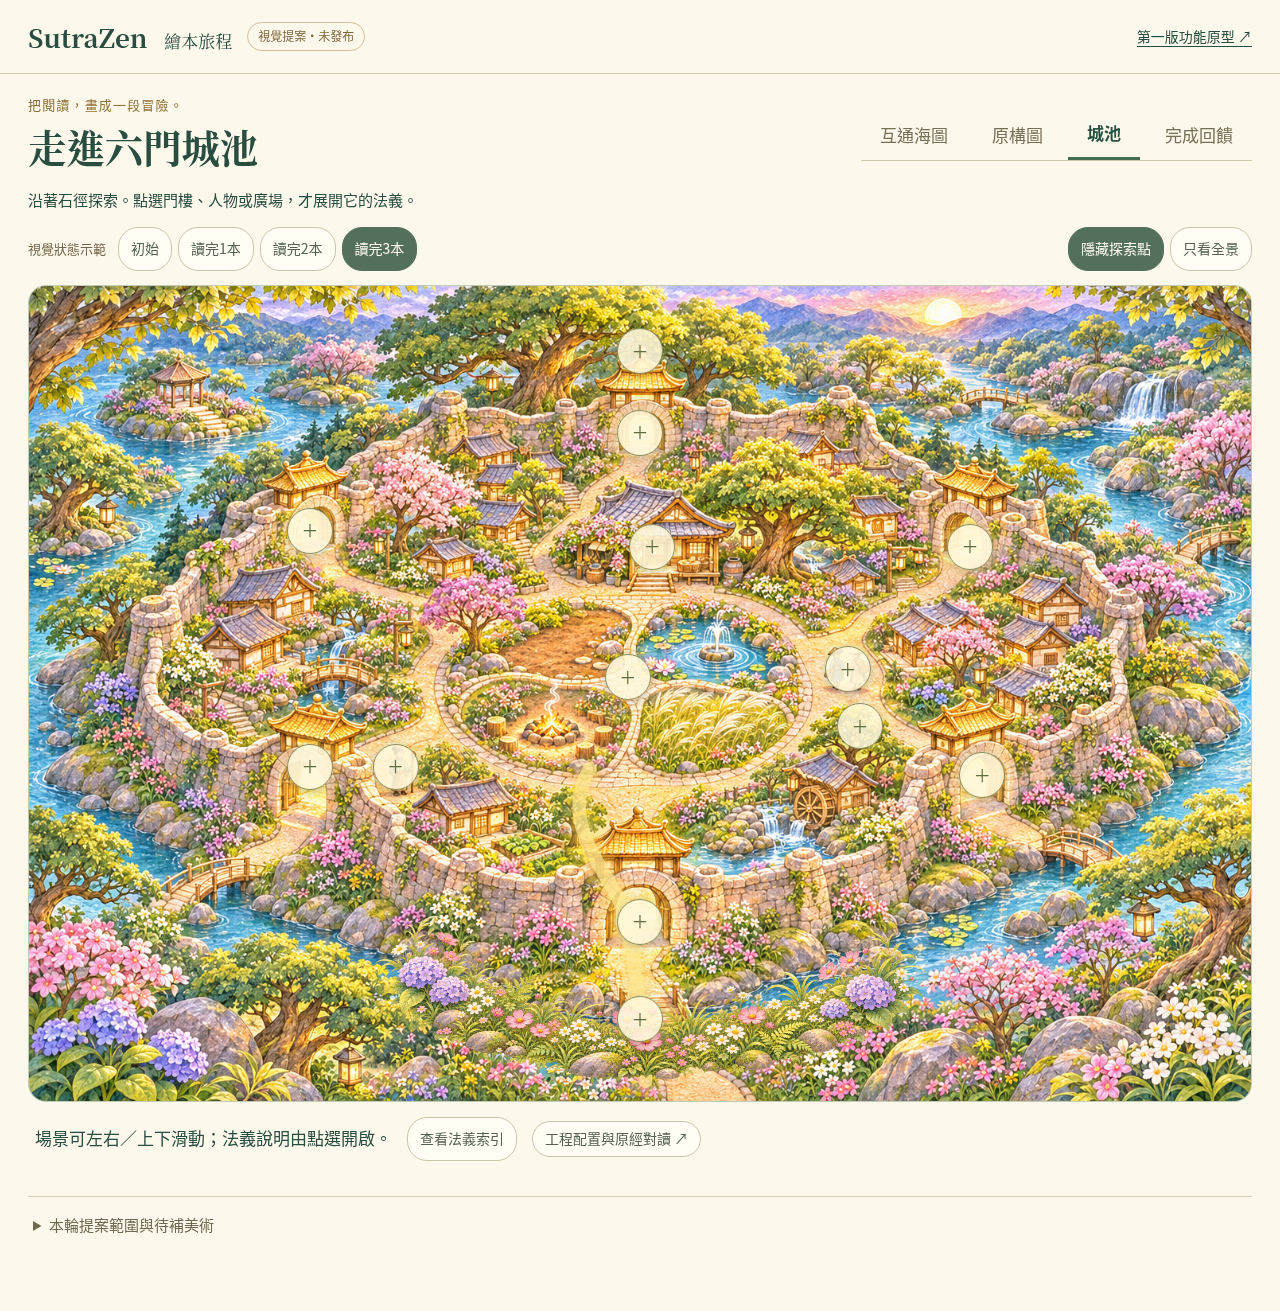 SutraZen 繪本旅程 視覺提案・未發布 第一版功能原型 ↗
把閱讀，畫成一段冒險。
走進六門城池
互通海圖 原構圖 城池 完成回饋
沿著石徑探索。點選門樓、人物或廣場，才展開它的法義。
視覺狀態示範 初始 讀完1本 讀完2本 讀完3本 隱藏探索點 只看全景
場景可左右／上下滑動；法義說明由點選開啟。 查看法義索引 工程配置與原經對讀 ↗
▶ 本輪提案範圍與待補美術